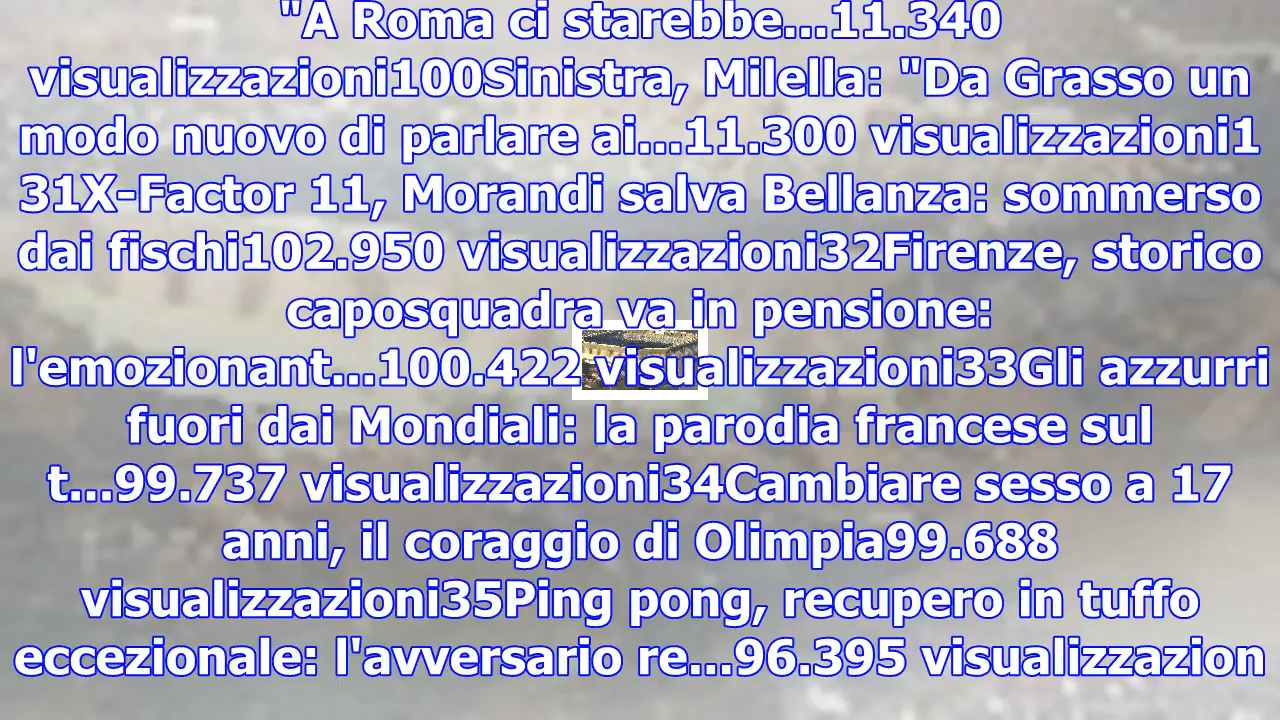 "A Roma ci starebbe...11.340
visualizzazioni100Sinistra, Milella: "Da Grasso un
modo nuovo di parlare ai...11.300 visualizzazioni1
31X-Factor 11, Morandi salva Bellanza: sommerso
dai fischi102.950 visualizzazioni32Firenze, storico
caposquadra va in pensione:
l'emozionant...100.422 visualizzazioni33Gli azzurri
fuori dai Mondiali: la parodia francese sul
t...99.737 visualizzazioni34Cambiare sesso a 17
anni, il coraggio di Olimpia99.688
visualizzazioni35Ping pong, recupero in tuffo
eccezionale: l'avversario re...96.395 visualizzazion